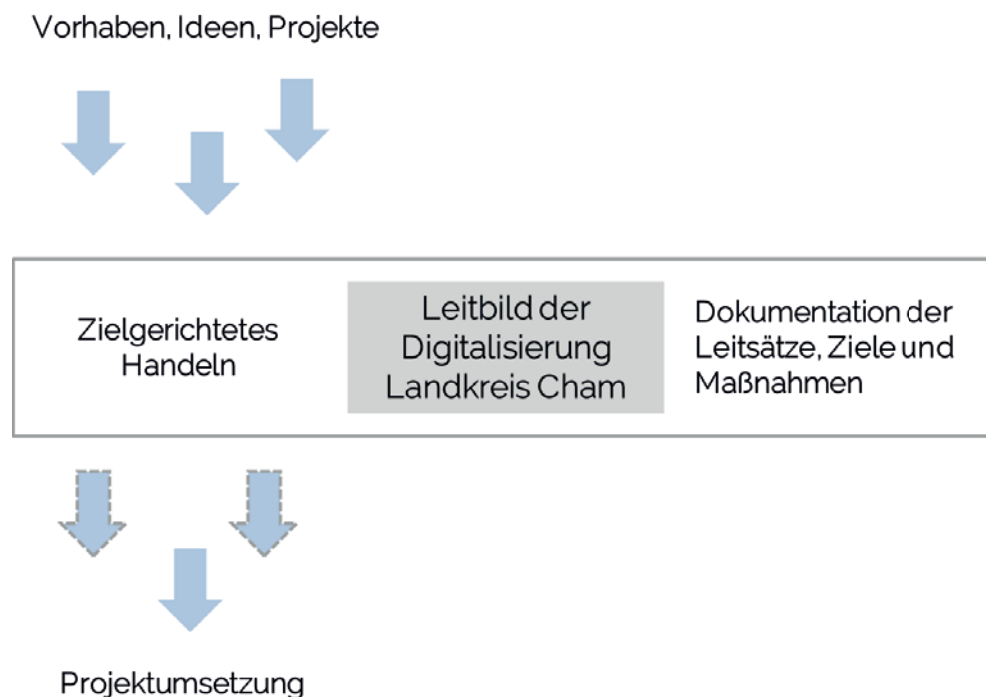 Vorhaben, Ideen, Projekte
Zielgerichtetes
Handeln
Leitbild der
Digitalisierung
Landkreis Cham
Dokumentation der
Leitsätze, Ziele und
Maßnahmen
Projektumsetzung